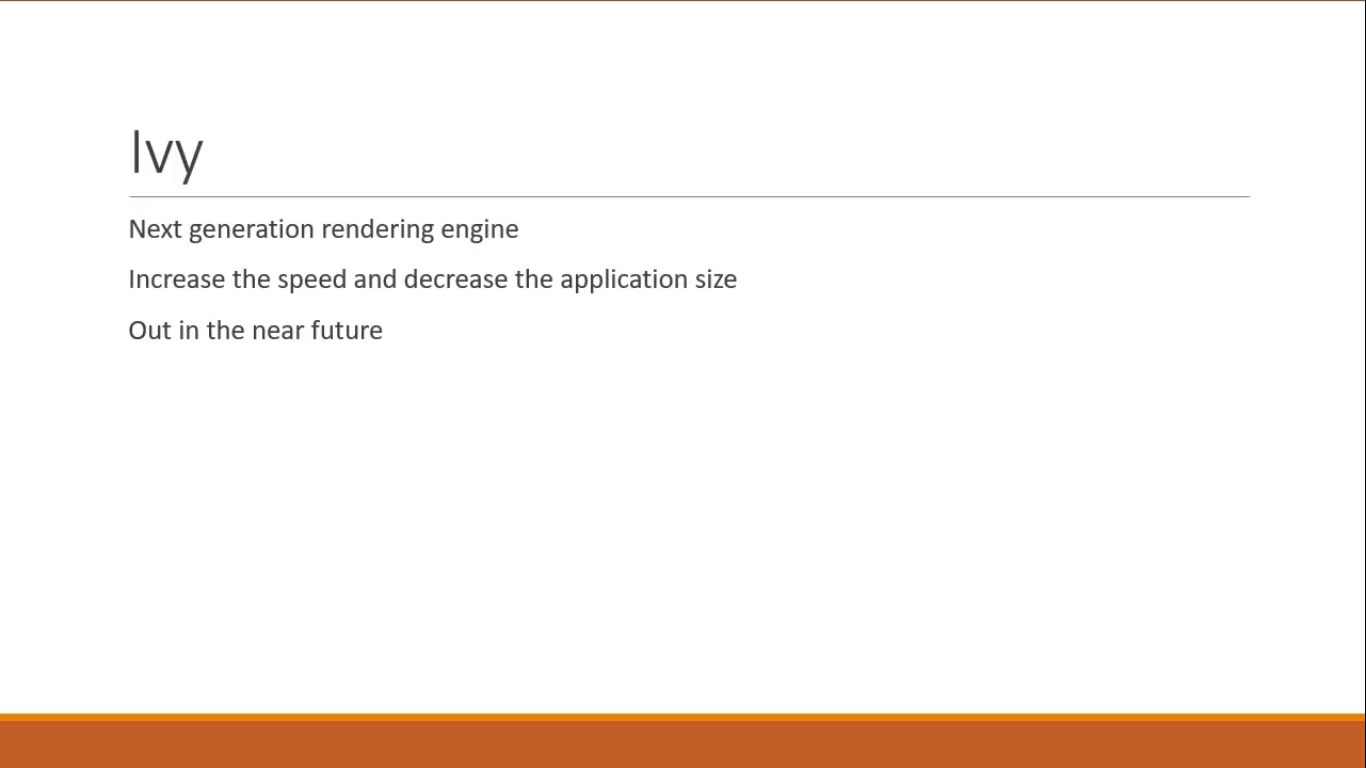 Ivy
Next generation rendering engine
Increase the speed and decrease the application size
Out in the near future